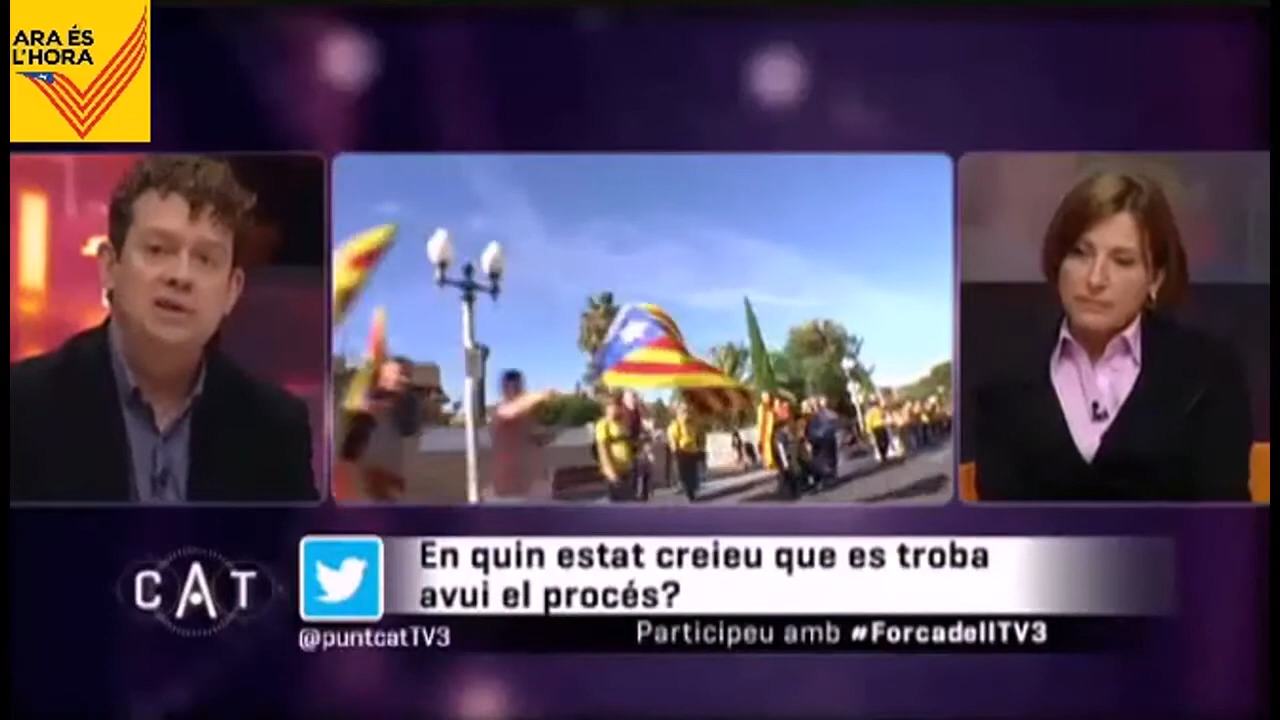 ARA ÉS
L'HORA
En quin estat creieu que es troba
avui el procés?
CAT
@puntcatTV3
Participeu amb #ForcadellTV3